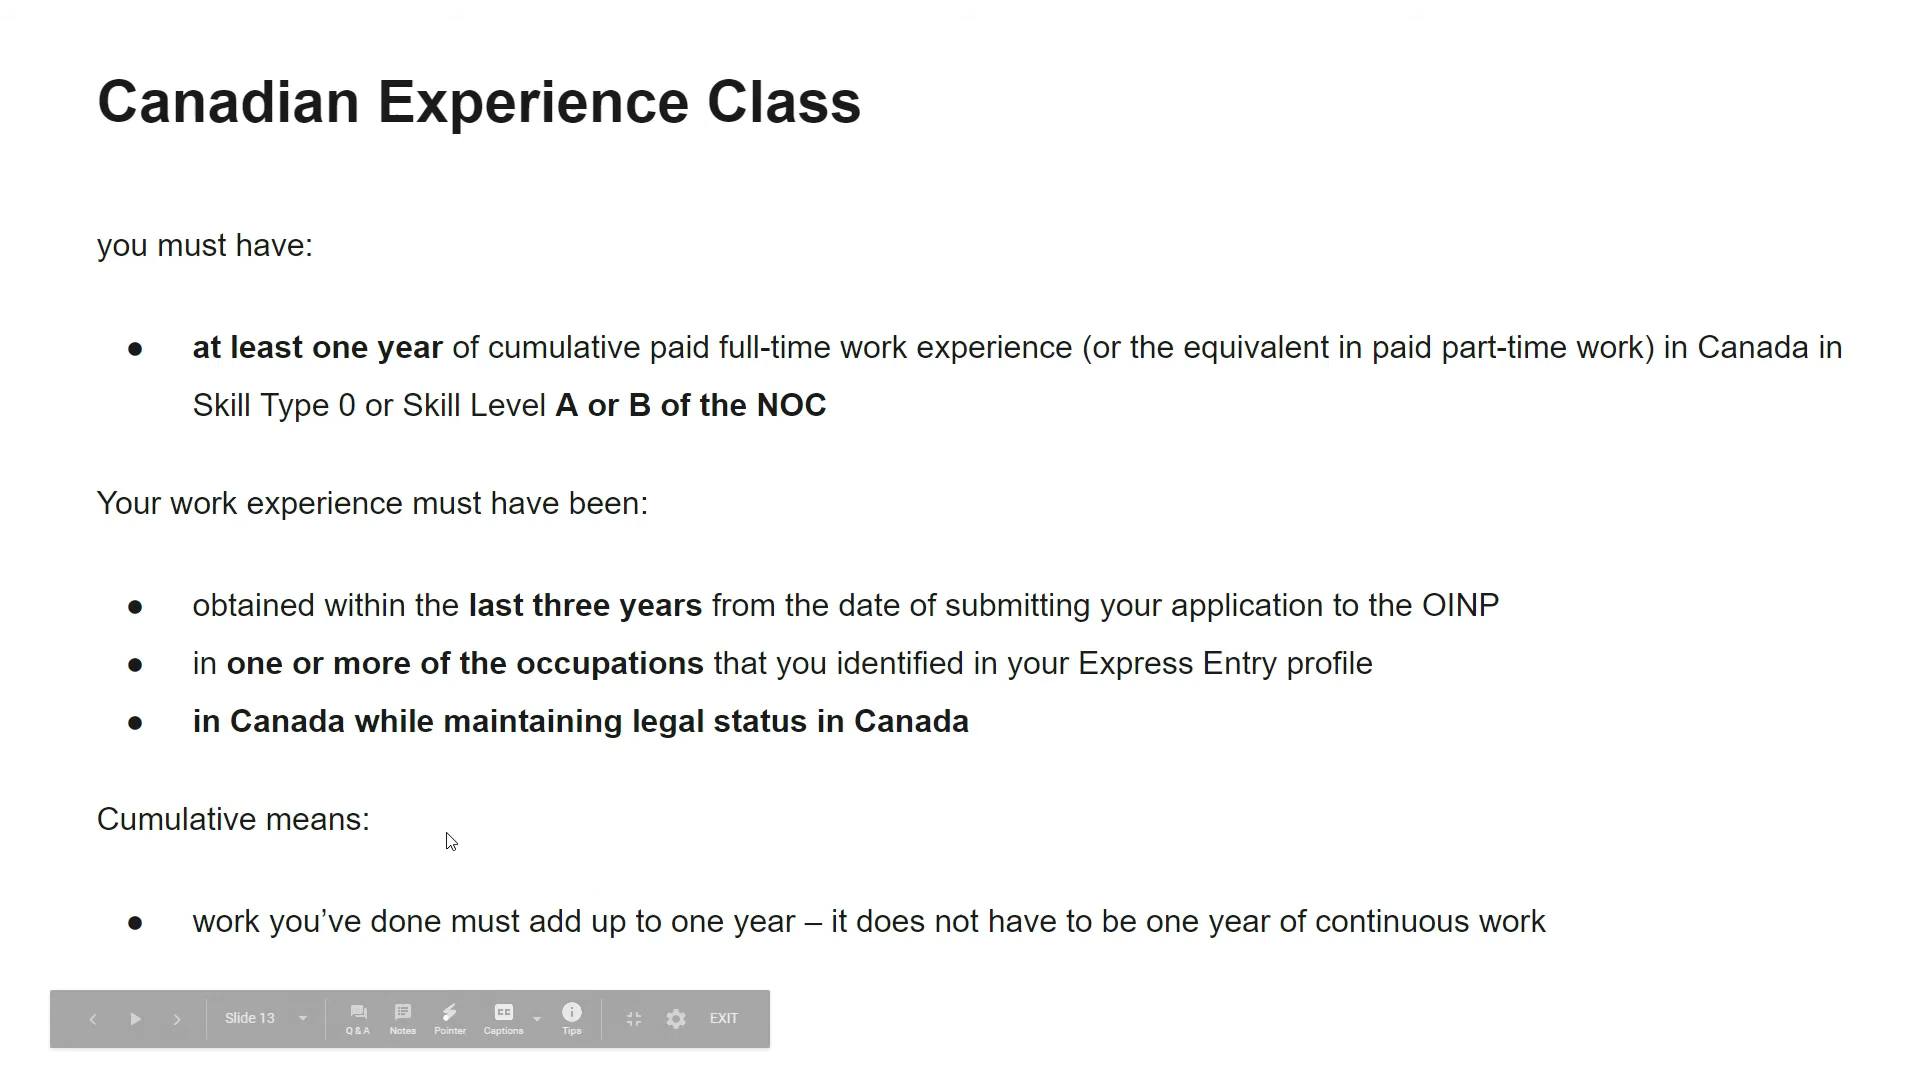 Canadian Experience Class
you must have:
● at least one year of cumulative paid full-time work experience (or the equivalent in paid part-time work) in Canada in
Skill Type 0 or Skill Level A or B of the NOC
Your work experience must have been:
● obtained within the last three years from the date of submitting your application to the OINP
● in one or more of the occupations that you identified in your Express Entry profile
● in Canada while maintaining legal status in Canada
Cumulative means:
● work you’ve done must add up to one year – it does not have to be one year of continuous work
Slide 13 Q & A Notes Pointer CC Captions Tips EXIT